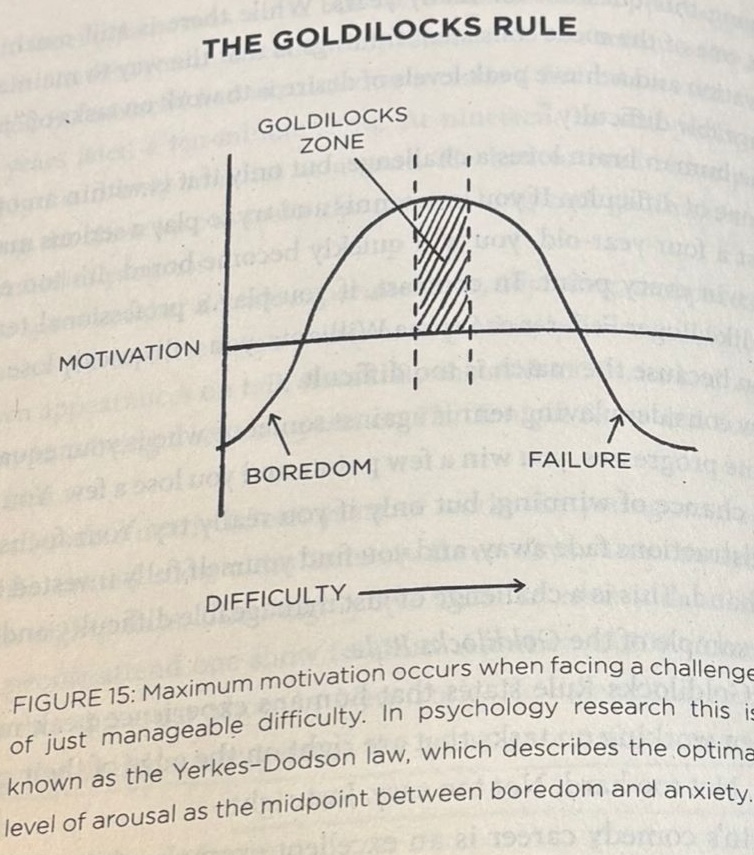 THE GOLDILOCKS RULE
GOLDILOCKS
ZONE
MOTIVATION
BOREDOM
FAILURE
DIFFICULTY
FIGURE 15: Maximum motivation occurs when facing a challenge
of just manageable difficulty. In psychology research this is
known as the Yerkes–Dodson law, which describes the optima
level of arousal as the midpoint between boredom and anxiety.